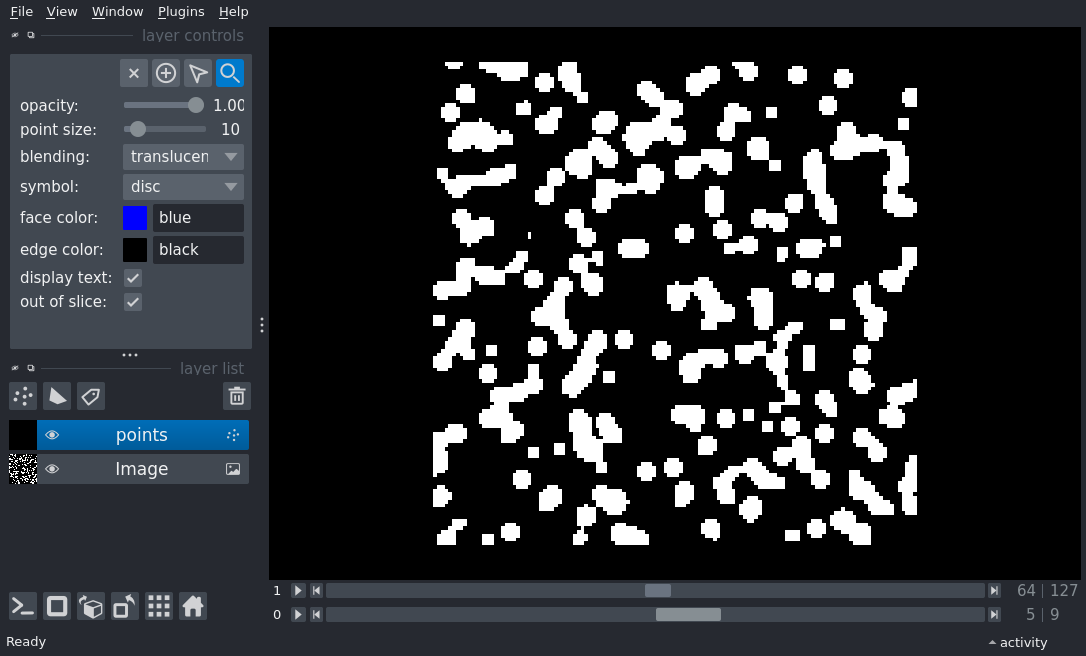 File View Window Plugins Help
layer controls
opacity: 1.00
point size: 10
blending: translucen
symbol: disc
face color: blue
edge color: black
display text:
out of slice:
layer list
points
Image
1 64 | 127
0 5 | 9
Ready activity